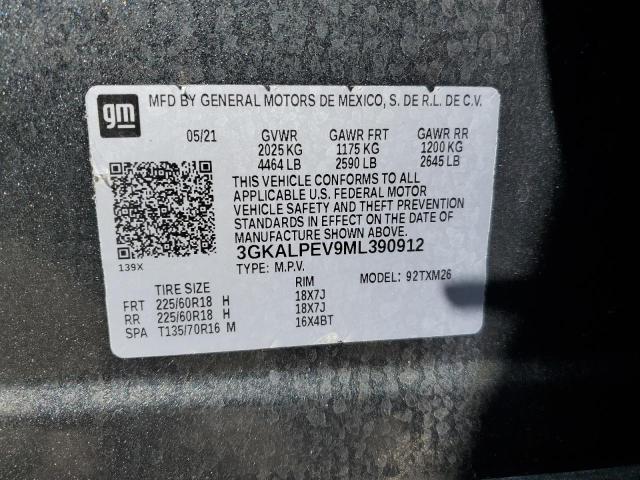 gm
MFD BY GENERAL MOTORS DE MEXICO, S. DE R.L. DE C.V.
05/21 GVWR GAWR FRT GAWR RR
2025 KG 1175 KG 1200 KG
4464 LB 2590 LB 2645 LB
THIS VEHICLE CONFORMS TO ALL
APPLICABLE U.S. FEDERAL MOTOR
VEHICLE SAFETY AND THEFT PREVENTION
STANDARDS IN EFFECT ON THE DATE OF
MANUFACTURE SHOWN ABOVE.
3GKALPEV9ML390912
139X TYPE: M.P.V. MODEL: 92TXM26
TIRE SIZE RIM
FRT 225/60R18 H 18X7J
RR 225/60R18 H 18X7J
SPA T135/70R16 M 16X4BT